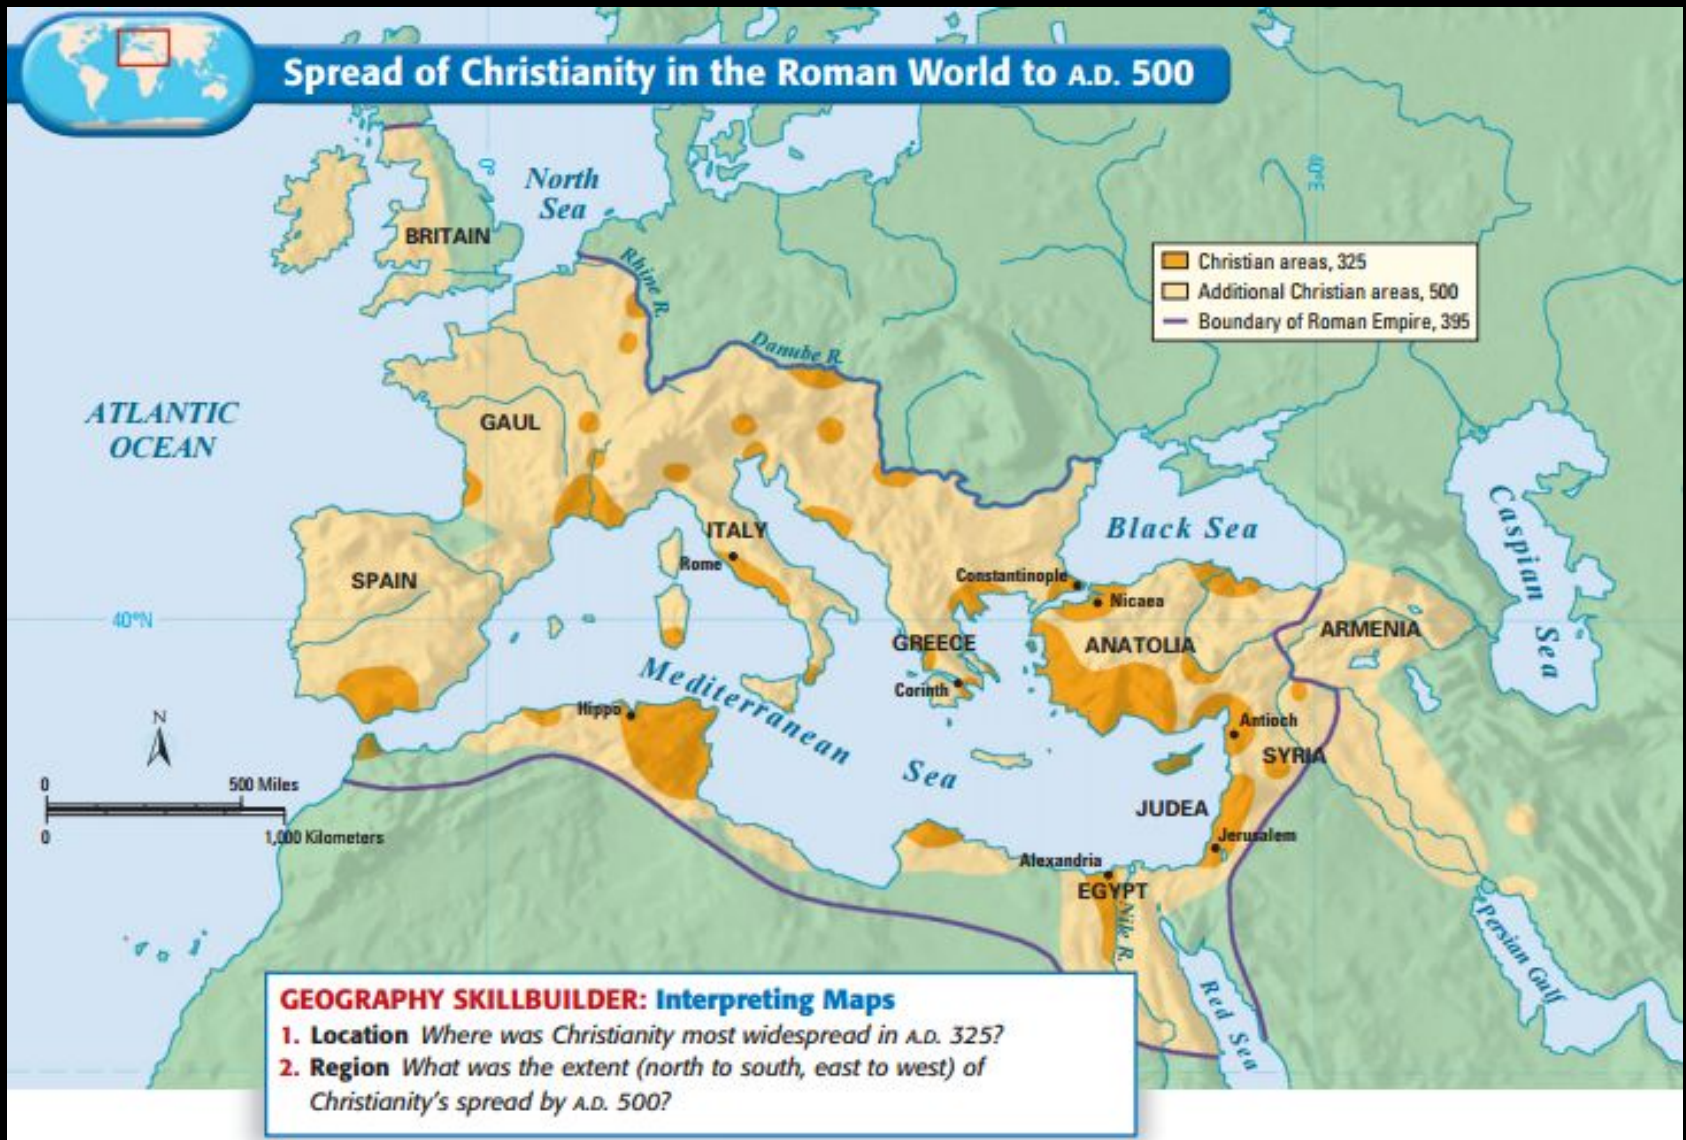 Spread of Christianity in the Roman World to A.D. 500
North
Sea
0°
40°E
BRITAIN
Rhine R.
Christian areas, 325
Additional Christian areas, 500
Boundary of Roman Empire, 395
Danube R.
ATLANTIC
OCEAN
GAUL
Caspian Sea
Black Sea
ITALY
Rome
SPAIN
Constantinople
Nicaea
40°N
ARMENIA
GREECE
ANATOLIA
Corinth
Mediterranean Sea
Hippo
Antioch
SYRIA
N
0 500 Miles
0 1,000 Kilometers
JUDEA
Jerusalem
Alexandria
EGYPT
Nile R.
Persian Gulf
Red Sea
GEOGRAPHY SKILLBUILDER: Interpreting Maps
1. Location Where was Christianity most widespread in A.D. 325?
2. Region What was the extent (north to south, east to west) of
Christianity's spread by A.D. 500?